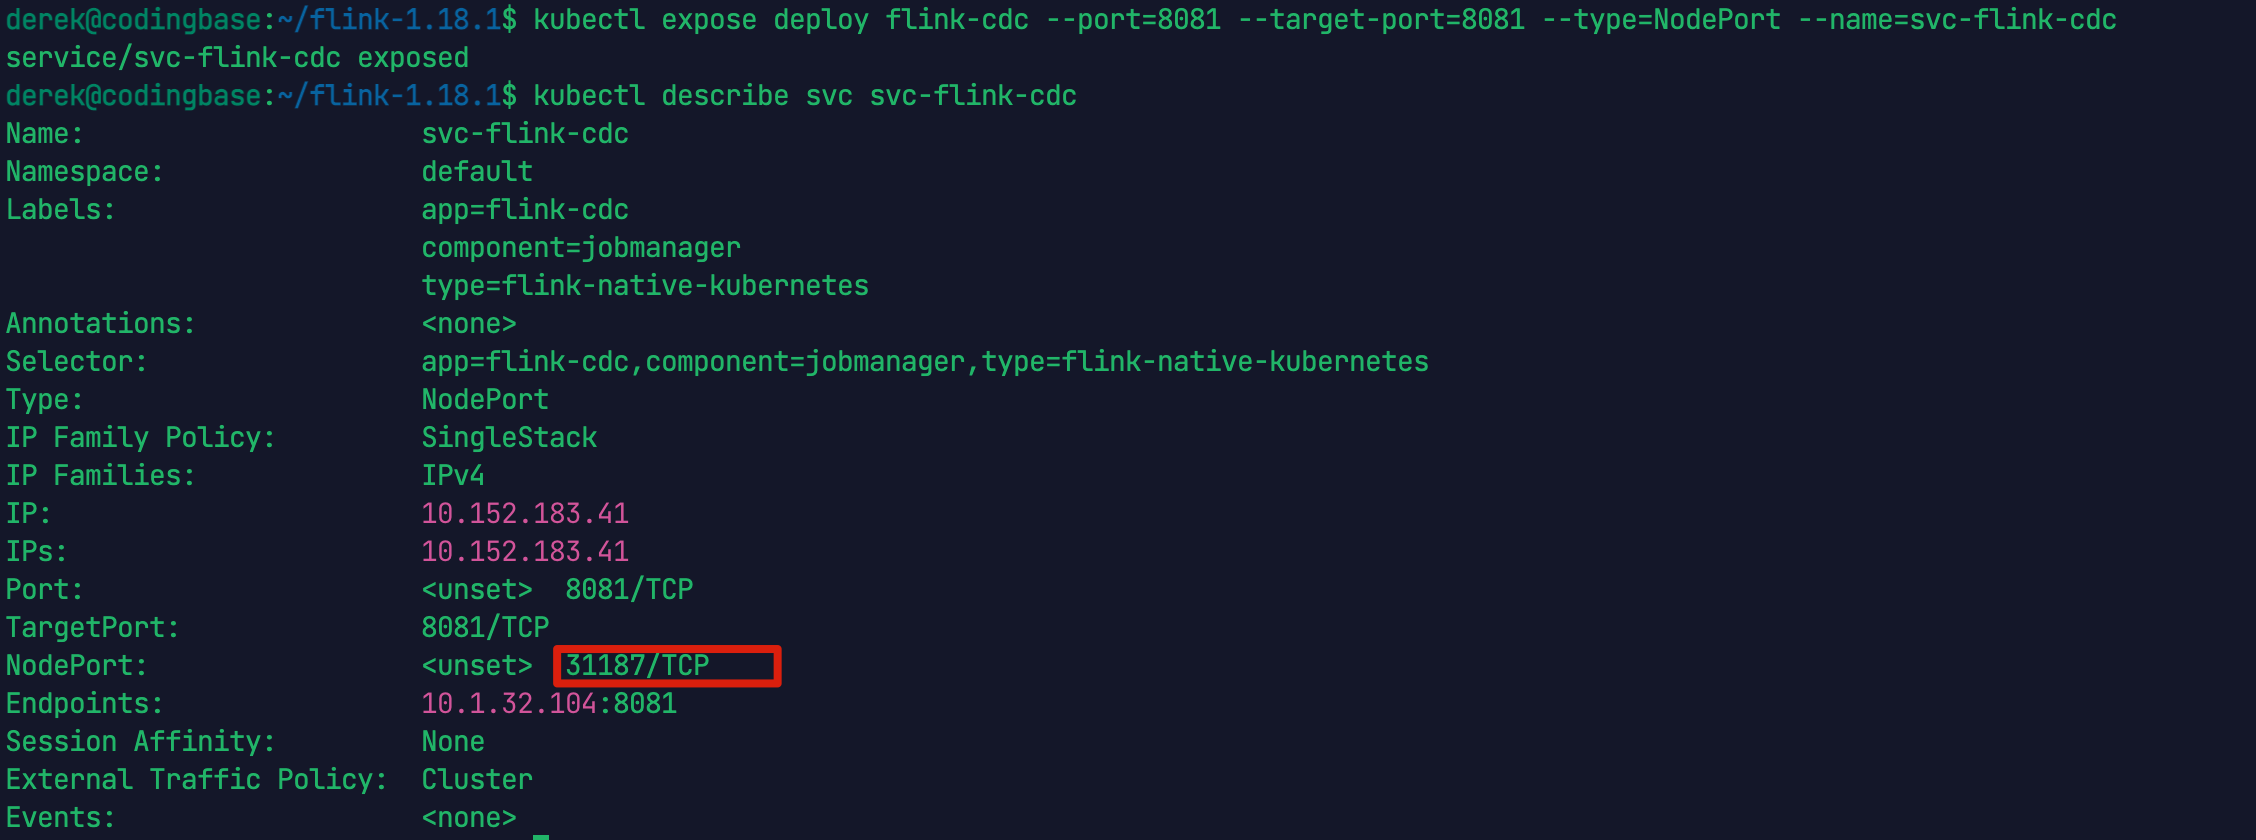 derek@codingbase:~/flink-1.18.1$ kubectl expose deploy flink-cdc --port=8081 --target-port=8081 --type=NodePort --name=svc-flink-cdc
service/svc-flink-cdc exposed
derek@codingbase:~/flink-1.18.1$ kubectl describe svc svc-flink-cdc
Name:                     svc-flink-cdc
Namespace:                default
Labels:                   app=flink-cdc
                          component=jobmanager
                          type=flink-native-kubernetes
Annotations:              <none>
Selector:                 app=flink-cdc,component=jobmanager,type=flink-native-kubernetes
Type:                     NodePort
IP Family Policy:         SingleStack
IP Families:              IPv4
IP:                       10.152.183.41
IPs:                      10.152.183.41
Port:                     <unset>  8081/TCP
TargetPort:               8081/TCP
NodePort:                 <unset>  31187/TCP
Endpoints:                10.1.32.104:8081
Session Affinity:         None
External Traffic Policy:  Cluster
Events:                   <none>